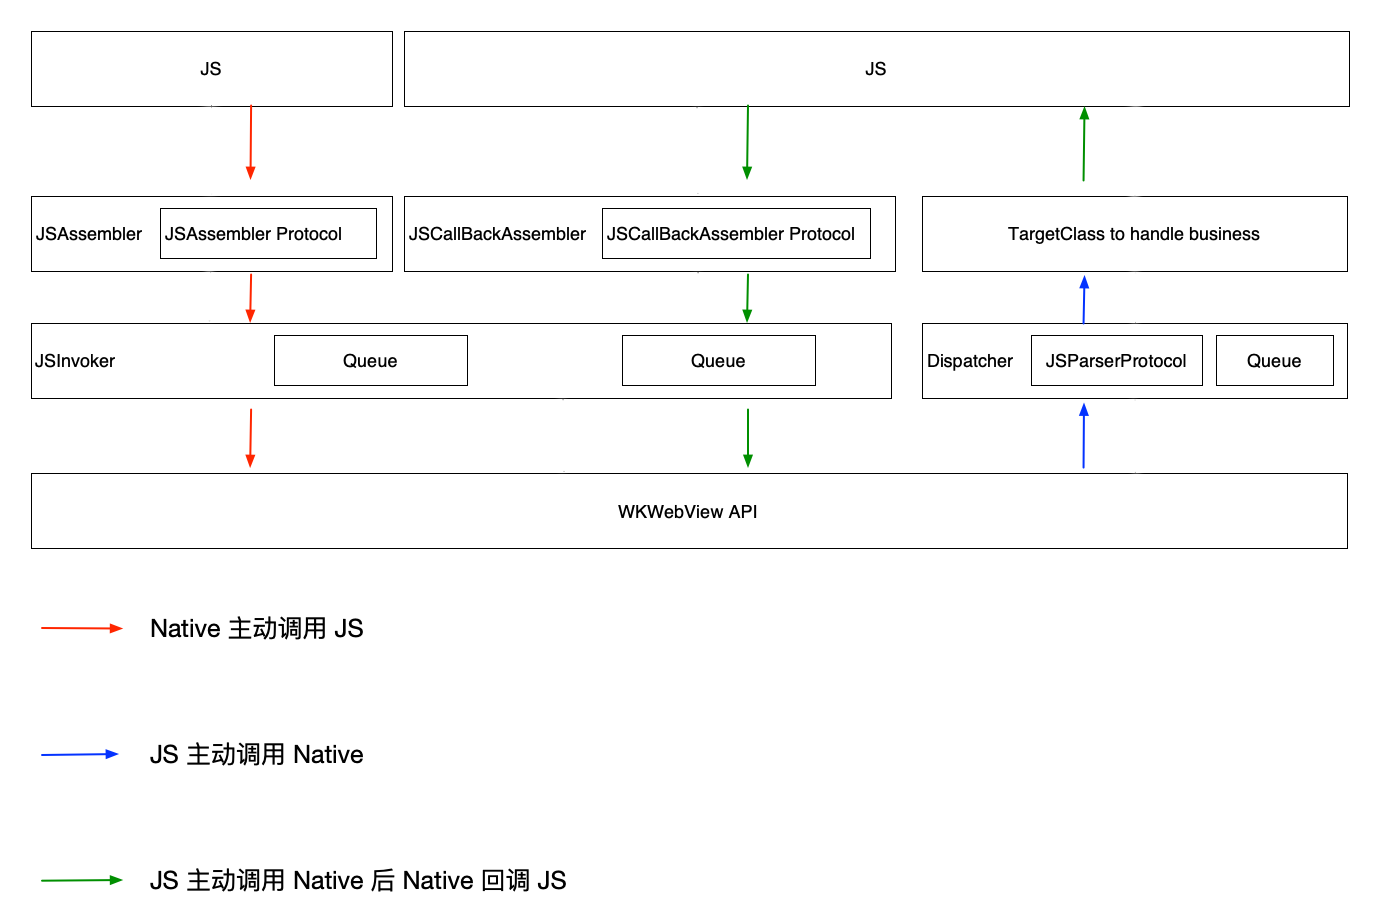 JS
JS
JSAssembler
JSAssembler Protocol
JSCallBackAssembler
JSCallBackAssembler Protocol
TargetClass to handle business
JSInvoker
Queue
Queue
Dispatcher
JSParserProtocol
Queue
WKWebView API
Native 主动调用 JS
JS 主动调用 Native
JS 主动调用 Native 后 Native 回调 JS